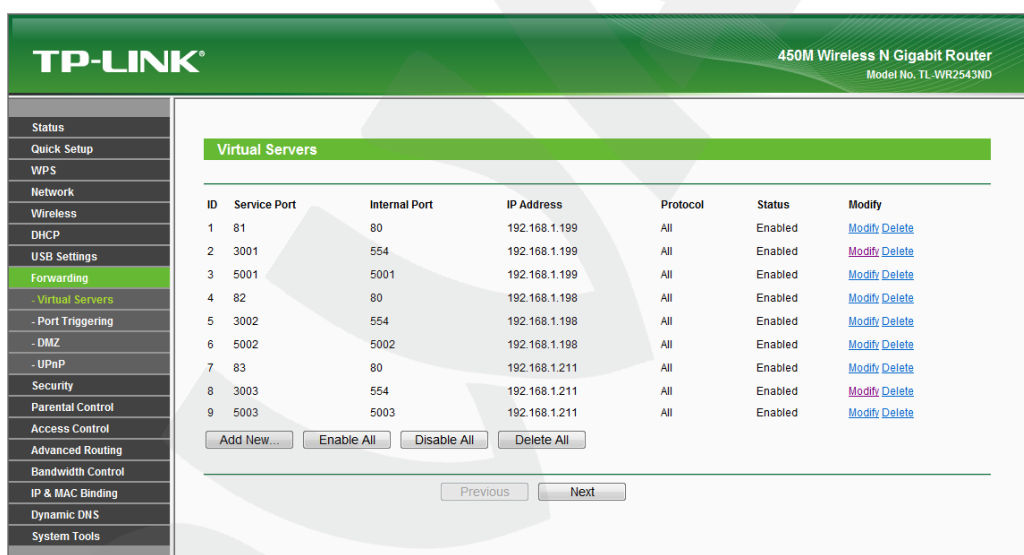 TP-LINK®
450M Wireless N Gigabit Router
Model No. TL-WR2543ND
Status
Quick Setup
WPS
Network
Wireless
DHCP
USB Settings
Forwarding
- Virtual Servers
- Port Triggering
- DMZ
- UPnP
Security
Parental Control
Access Control
Advanced Routing
Bandwidth Control
IP & MAC Binding
Dynamic DNS
System Tools
Virtual Servers
ID Service Port Internal Port IP Address Protocol Status Modify
1 81 80 192.168.1.199 All Enabled Modify Delete
2 3001 554 192.168.1.199 All Enabled Modify Delete
3 5001 5001 192.168.1.199 All Enabled Modify Delete
4 82 80 192.168.1.198 All Enabled Modify Delete
5 3002 554 192.168.1.198 All Enabled Modify Delete
6 5002 5002 192.168.1.198 All Enabled Modify Delete
7 83 80 192.168.1.211 All Enabled Modify Delete
8 3003 554 192.168.1.211 All Enabled Modify Delete
9 5003 5003 192.168.1.211 All Enabled Modify Delete
Add New... Enable All Disable All Delete All
Previous Next